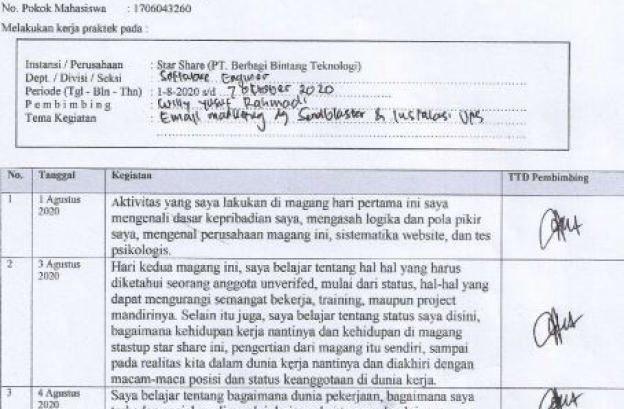 No. Pokok Mahasiswa : 1706043260
Melakukan kerja praktek pada :
Instansi / Perusahaan : Star Share (PT. Berbagi Bintang Teknologi)
Dept. / Divisi / Seksi : Software Enginer
Periode (Tgl - Bln - Thn) : 1-8-2020 s/d 7 Oktober 2020
Pembimbing : Willy Yusuf Rahmadi
Tema Kegiatan : Email marketing dg Sendblaster & Instalasi VPS
No. Tanggal Kegiatan TTD Pembimbing
1 1 Agustus Aktivitas yang saya lakukan di magang hari pertama ini saya
2020 mengenali dasar kepribadian saya, mengasah logika dan pola pikir
saya, mengenal perusahaan magang ini, sistematika website, dan tes
psikologis.
2 3 Agustus Hari kedua magang ini, saya belajar tentang hal hal yang harus
2020 diketahui seorang anggota unverifed, mulai dari status, hal-hal yang
dapat mengurangi semangat bekerja, training, maupun project
mandirinya. Selain itu juga, saya belajar tentang status saya disini,
bagaimana kehidupan kerja nantinya dan kehidupan di magang
stastup star share ini, pengertian dari magang itu sendiri, sampai
pada realitas kita dalam dunia kerja nantinya dan diakhiri dengan
macam-maca posisi dan status keanggotaan di dunia kerja.
3 4 Agustus Saya belajar tentang bagaimana dunia pekerjaan, bagaimana saya
2020